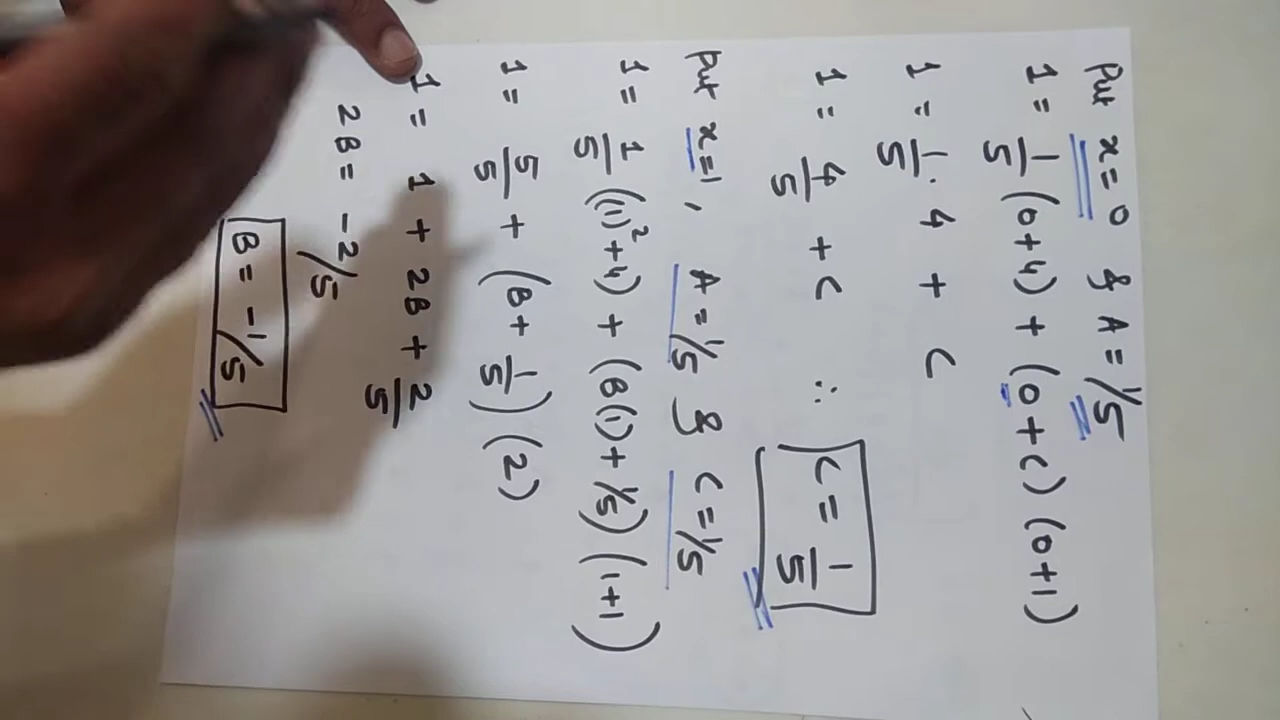 Put x=0 & A=1/5
1 = 1/5 (0+4) + (0+C) (0+1)
1 = 1/5 . 4 + C
1 = 4/5 + C ∴ C = 1/5
Put x=1, A=1/5 & C=1/5
1 = 1/5 ((1)²+4) + (B(1)+1/5) (1+1)
1 = 5/5 + (B+1/5) (2)
1 = 1 + 2B + 2/5
2B = -2/5
B = -1/5